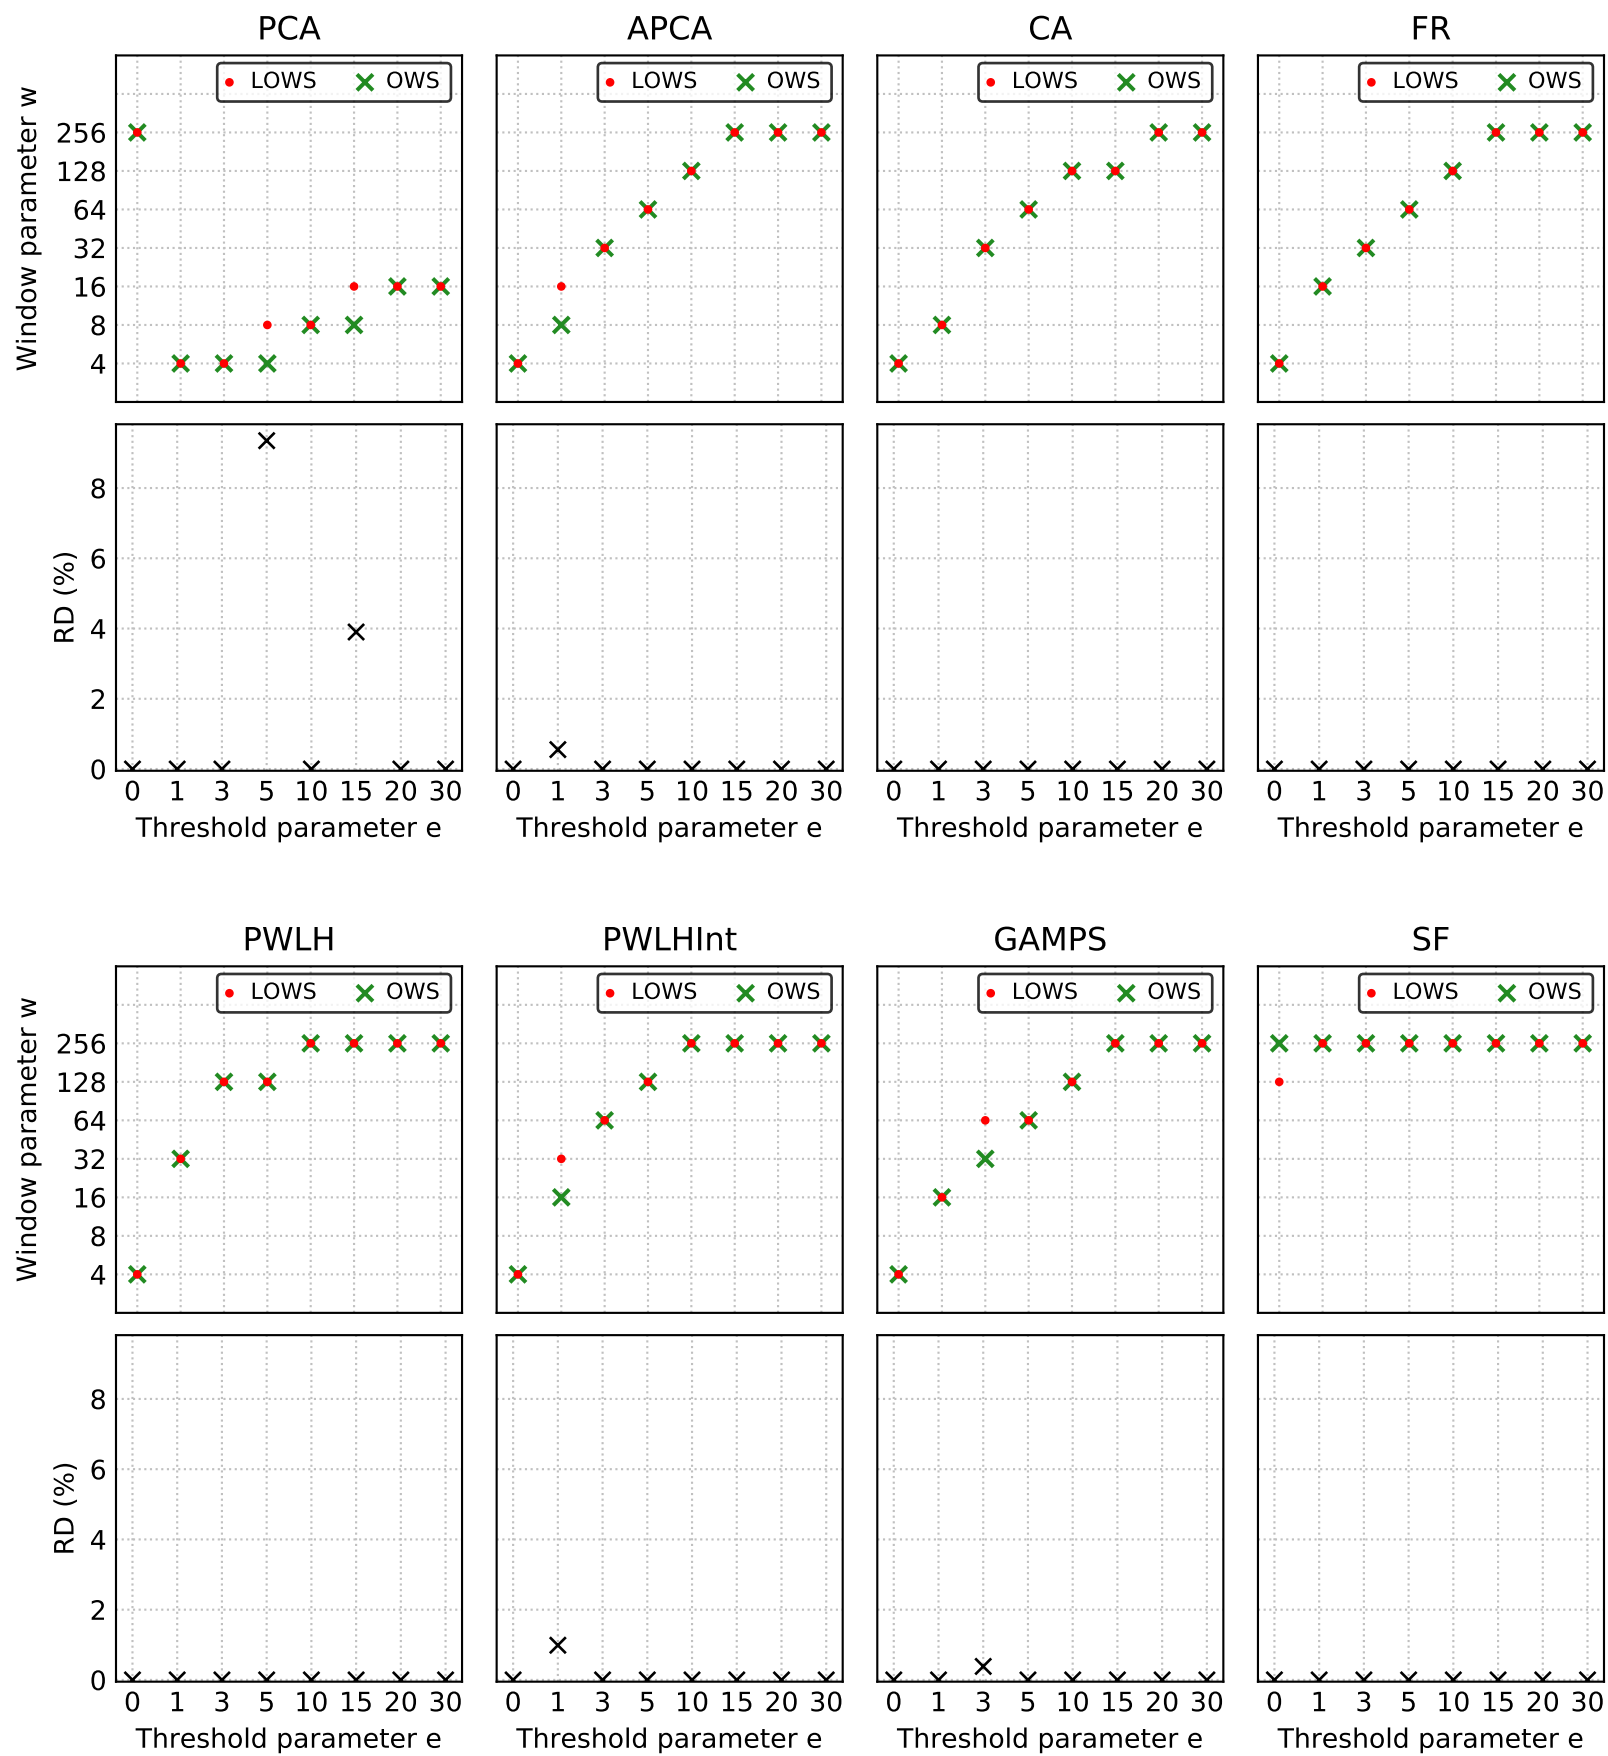 PCA APCA CA FR
LOWS OWS LOWS OWS LOWS OWS LOWS OWS
Window parameter w
256
128
64
32
16
8
4
RD (%)
8
6
4
2
0
0 1 3 5 10 15 20 30 0 1 3 5 10 15 20 30 0 1 3 5 10 15 20 30 0 1 3 5 10 15 20 30
Threshold parameter e Threshold parameter e Threshold parameter e Threshold parameter e
PWLH PWLHInt GAMPS SF
LOWS OWS LOWS OWS LOWS OWS LOWS OWS
Window parameter w
256
128
64
32
16
8
4
RD (%)
8
6
4
2
0
0 1 3 5 10 15 20 30 0 1 3 5 10 15 20 30 0 1 3 5 10 15 20 30 0 1 3 5 10 15 20 30
Threshold parameter e Threshold parameter e Threshold parameter e Threshold parameter e